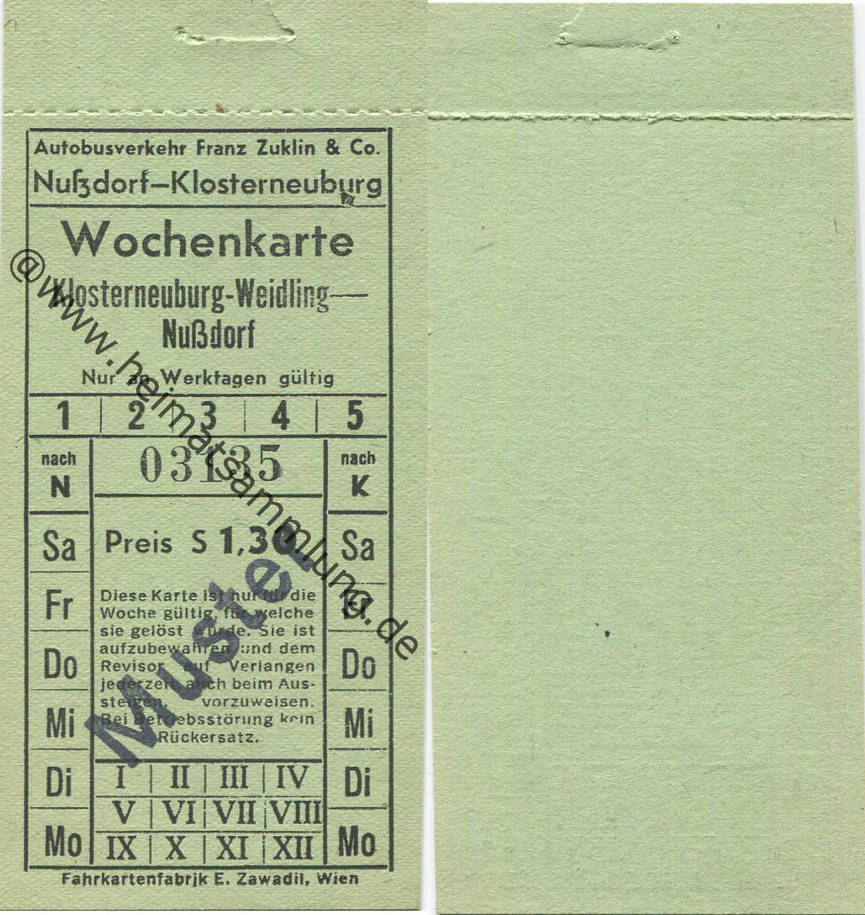 Autobusverkehr Franz Zuklin & Co.
Nußdorf—Klosterneuburg
Wochenkarte
Klosterneuburg-Weidling—
Nußdorf
Nur an Werktagen gültig
1 2 3 4 5
nach N 03135 nach K
Sa Preis S 1,30 Sa
Diese Karte ist nur für die
Woche gültig, für welche
sie gelöst wurde. Sie ist
aufzubewahren und dem
Revisor auf Verlangen
jederzeit, auch beim Aus-
steigen, vorzuweisen.
Bei Betriebsstörung kein
Rückersatz.
Fr Fr
Do Do
Mi Mi
Di I II III IV Di
V VI VII VIII
Mo IX X XI XII Mo
Fahrkartenfabrik E. Zawadil, Wien
Muster
@www.heimatsammlung.de